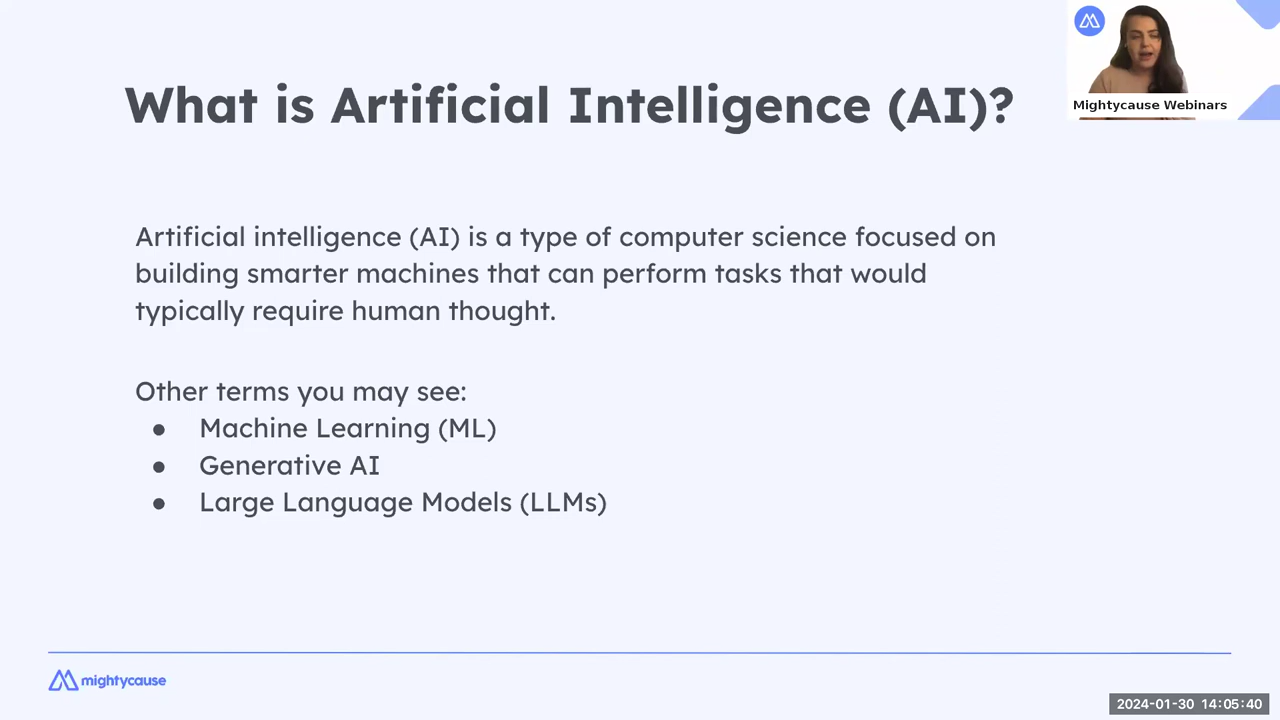 What is Artificial Intelligence (AI)?
Mightycause Webinars
Artificial intelligence (AI) is a type of computer science focused on
building smarter machines that can perform tasks that would
typically require human thought.
Other terms you may see:
● Machine Learning (ML)
● Generative AI
● Large Language Models (LLMs)
mightycause
2024-01-30 14:05:40